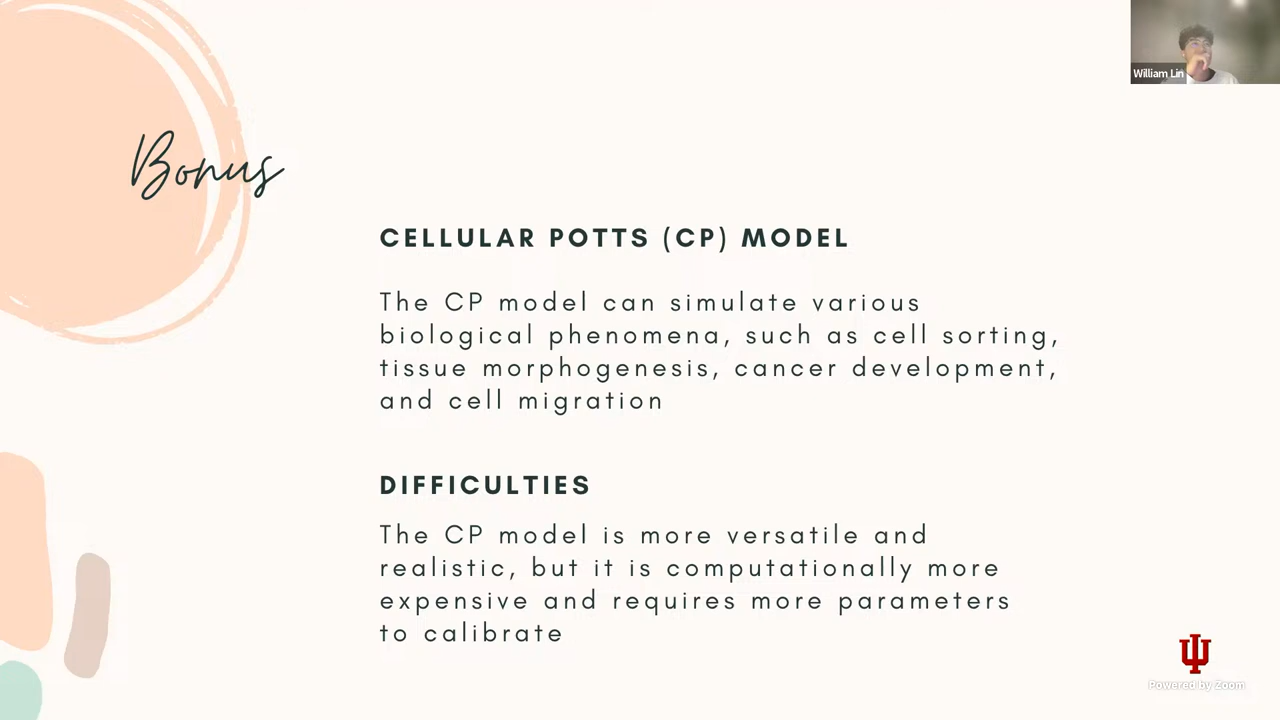 William Lin
Bonus
CELLULAR POTTS (CP) MODEL
The CP model can simulate various
biological phenomena, such as cell sorting,
tissue morphogenesis, cancer development,
and cell migration
DIFFICULTIES
The CP model is more versatile and
realistic, but it is computationally more
expensive and requires more parameters
to calibrate
Powered by Zoom